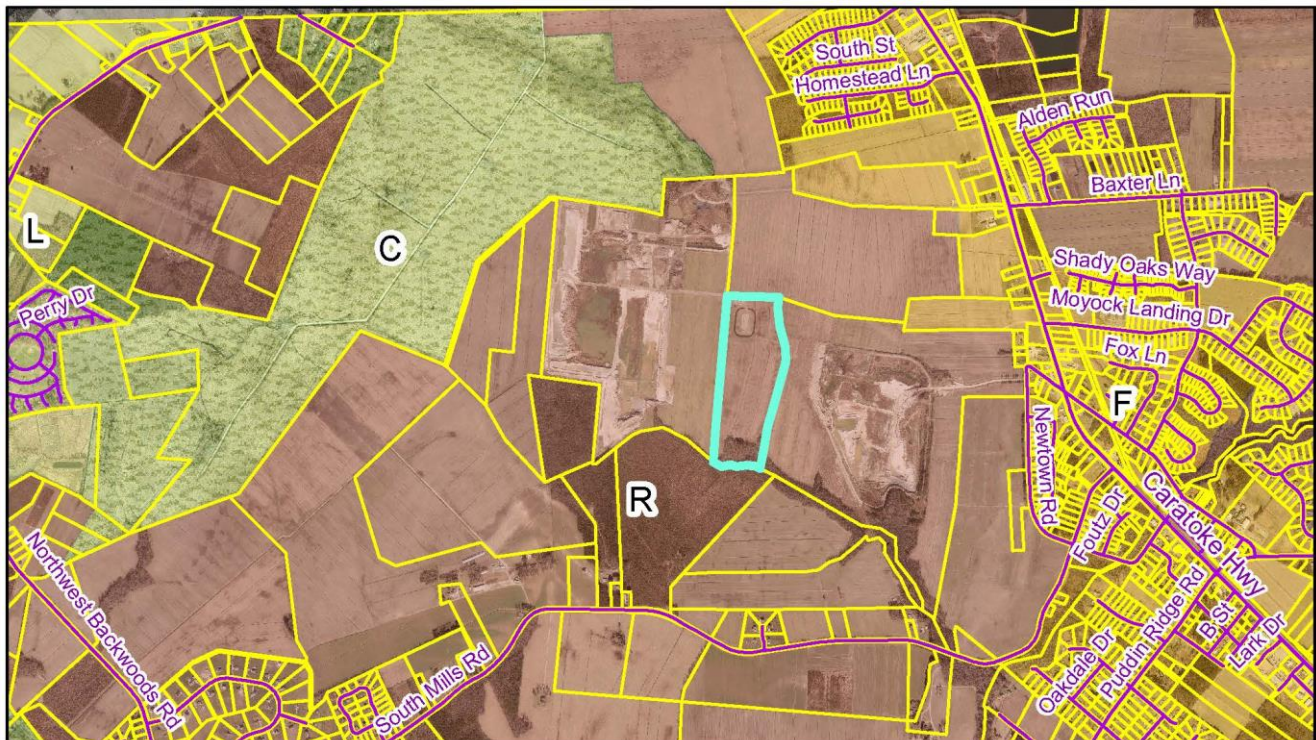 South St
Homestead Ln
Alden Run
Baxter Ln
L
C
Shady Oaks Way
Perry Dr
Moyock Landing Dr
Fox Ln
F
Newtown Rd
R
Caratoke Hwy
Foutz Dr
Northwest Backwoods Rd
Puddin Ridge Rd
B St
Lark Dr
Oakdale Dr
South Mills Rd